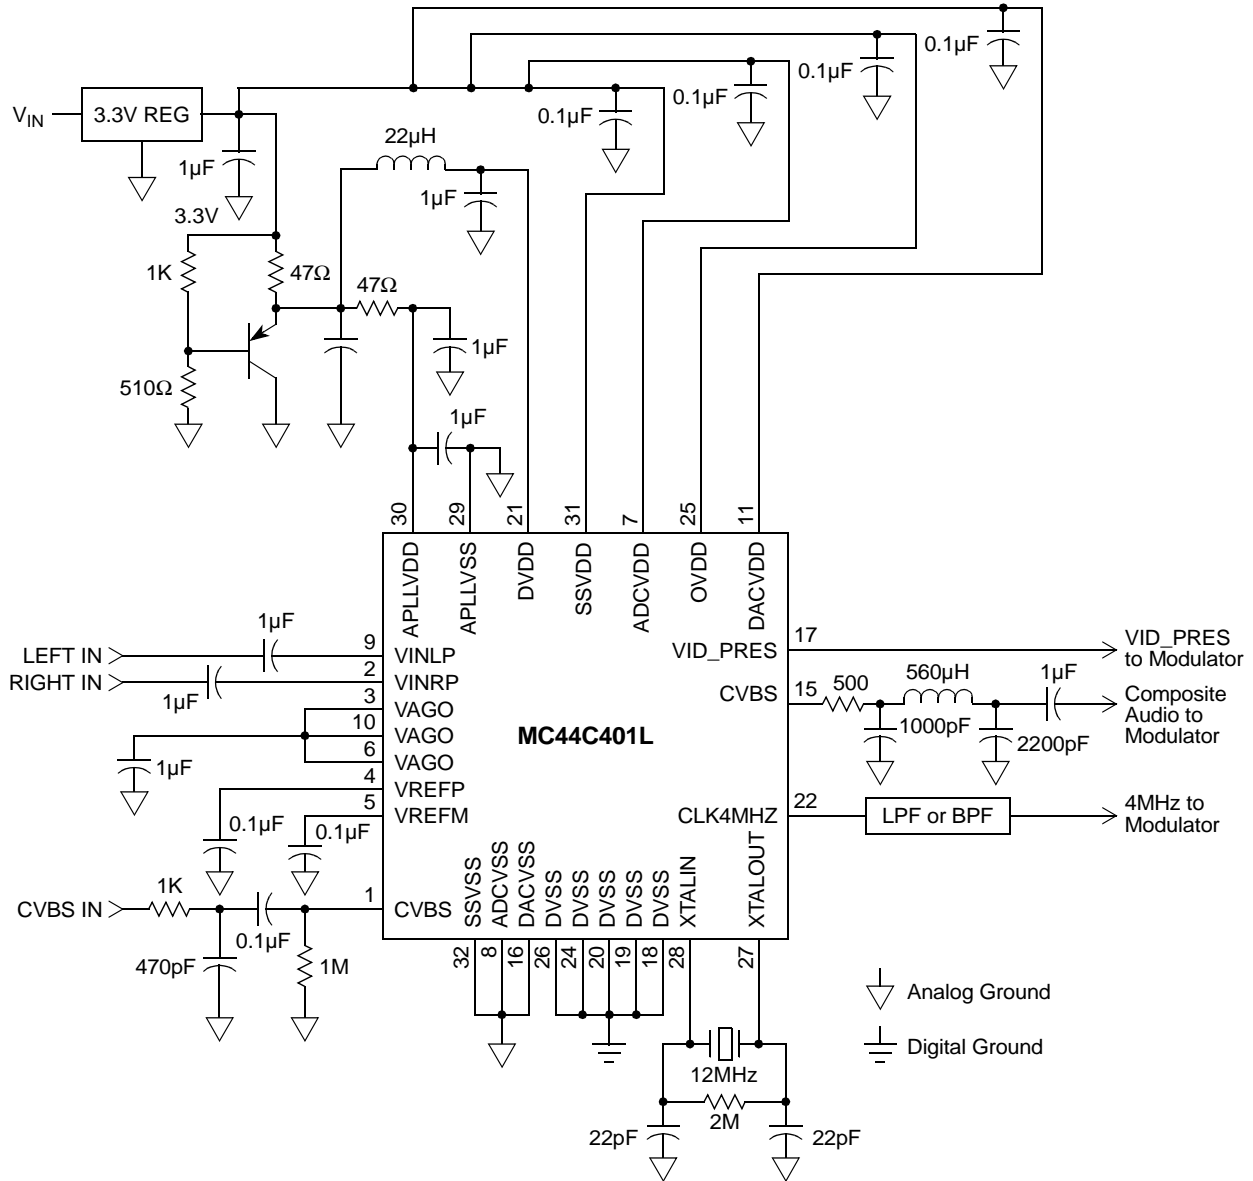 0.1µF
0.1µF
0.1µF
0.1µF
VIN
3.3V REG
22µH
1µF
1µF
3.3V
1K
47Ω
47Ω
1µF
510Ω
1µF
30
29
21
31
7
25
11
APLLVDD
APLLVSS
DVDD
SSVDD
ADCVDD
OVDD
DACVDD
LEFT IN
1µF
9
VINLP
RIGHT IN
1µF
2
VINRP
3
VAGO
10
VAGO
6
VAGO
1µF
4
VREFP
5
VREFM
0.1µF
0.1µF
CVBS IN
1K
0.1µF
1
CVBS
470pF
1M
MC44C401L
VID_PRES
17
VID_PRES
to Modulator
CVBS
15
500
560µH
1µF
1000pF
2200pF
Composite
Audio to
Modulator
CLK4MHZ
22
LPF or BPF
4MHz to
Modulator
SSVSS
ADCVSS
DACVSS
DVSS
DVSS
DVSS
DVSS
DVSS
XTALIN
XTALOUT
32
8
16
26
24
20
19
18
28
27
12MHz
2M
22pF
22pF
Analog Ground
Digital Ground